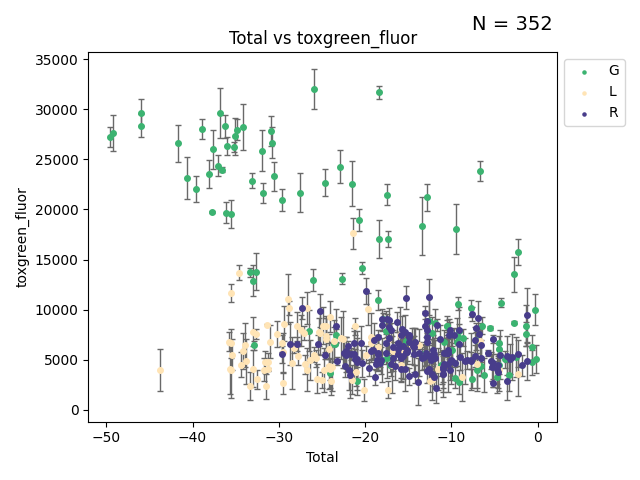 N = 352
Total vs toxgreen_fluor
35000
30000
25000
20000
15000
10000
5000
0
toxgreen_fluor
−50 −40 −30 −20 −10 0
Total
G
L
R